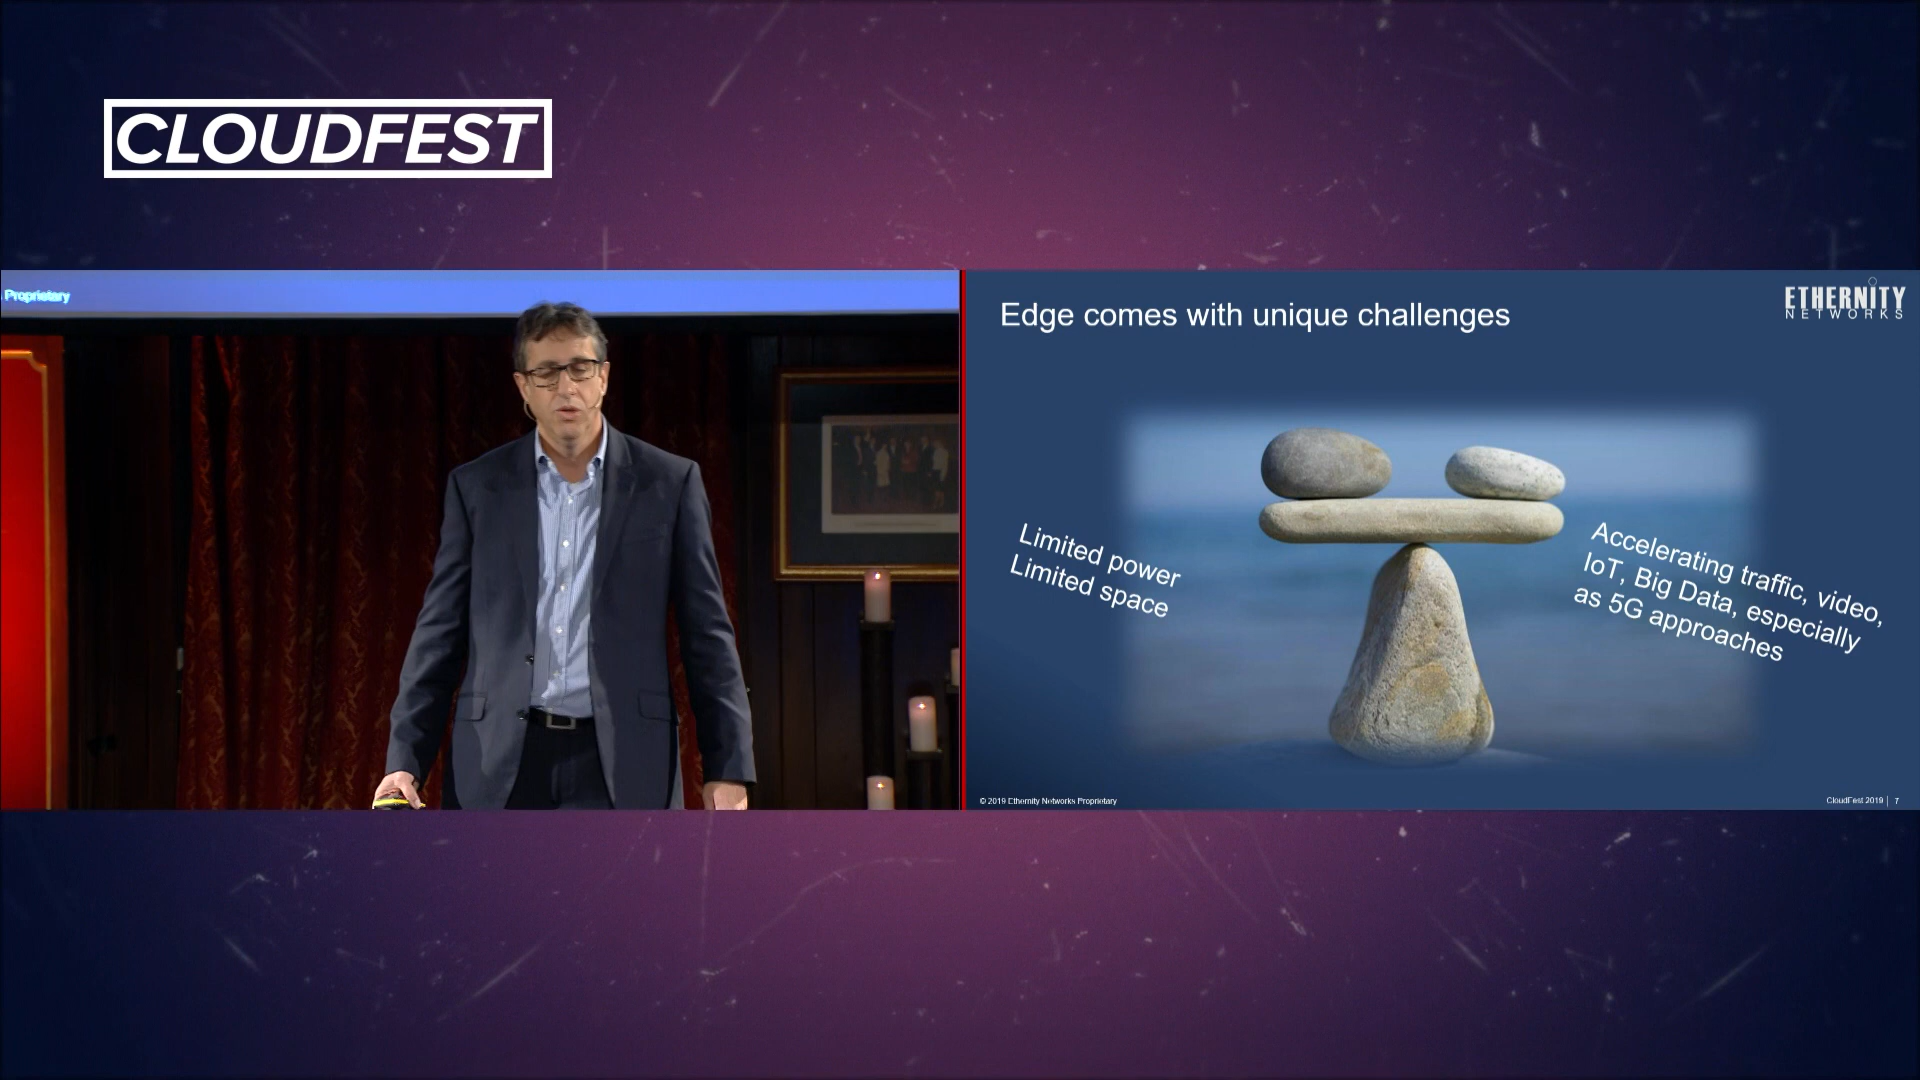 CLOUDFEST
Proprietary
Edge comes with unique challenges
ETHERNITY
NETWORKS
Limited power
Limited space
Accelerating traffic, video,
IoT, Big Data, especially
as 5G approaches
© 2019 Ethernity Networks Proprietary
CloudFest 2019 | 7